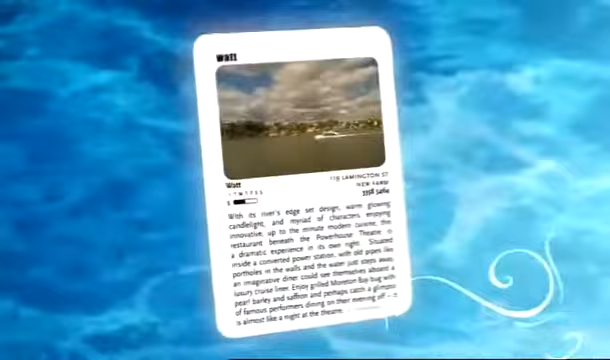 watt
Watt
119 LAMINGTON ST
NEW FARM
3358 5464
With its river's edge set design, warm glowing
candlelight, and myriad of characters enjoying
innovative, up to the minute modern cuisine, this
restaurant beneath the Powerhouse Theatre is
a dramatic experience in its own right. Situated
inside a converted power station, with old pipes like
portholes in the walls and the water just steps away
an imaginative diner could see themselves aboard a
luxury cruise liner. Enjoy grilled Moreton Bay bug with
pearl barley and saffron and perhaps catch a glimpse
of famous performers dining on their evening off - it
is almost like a night at the theatre.